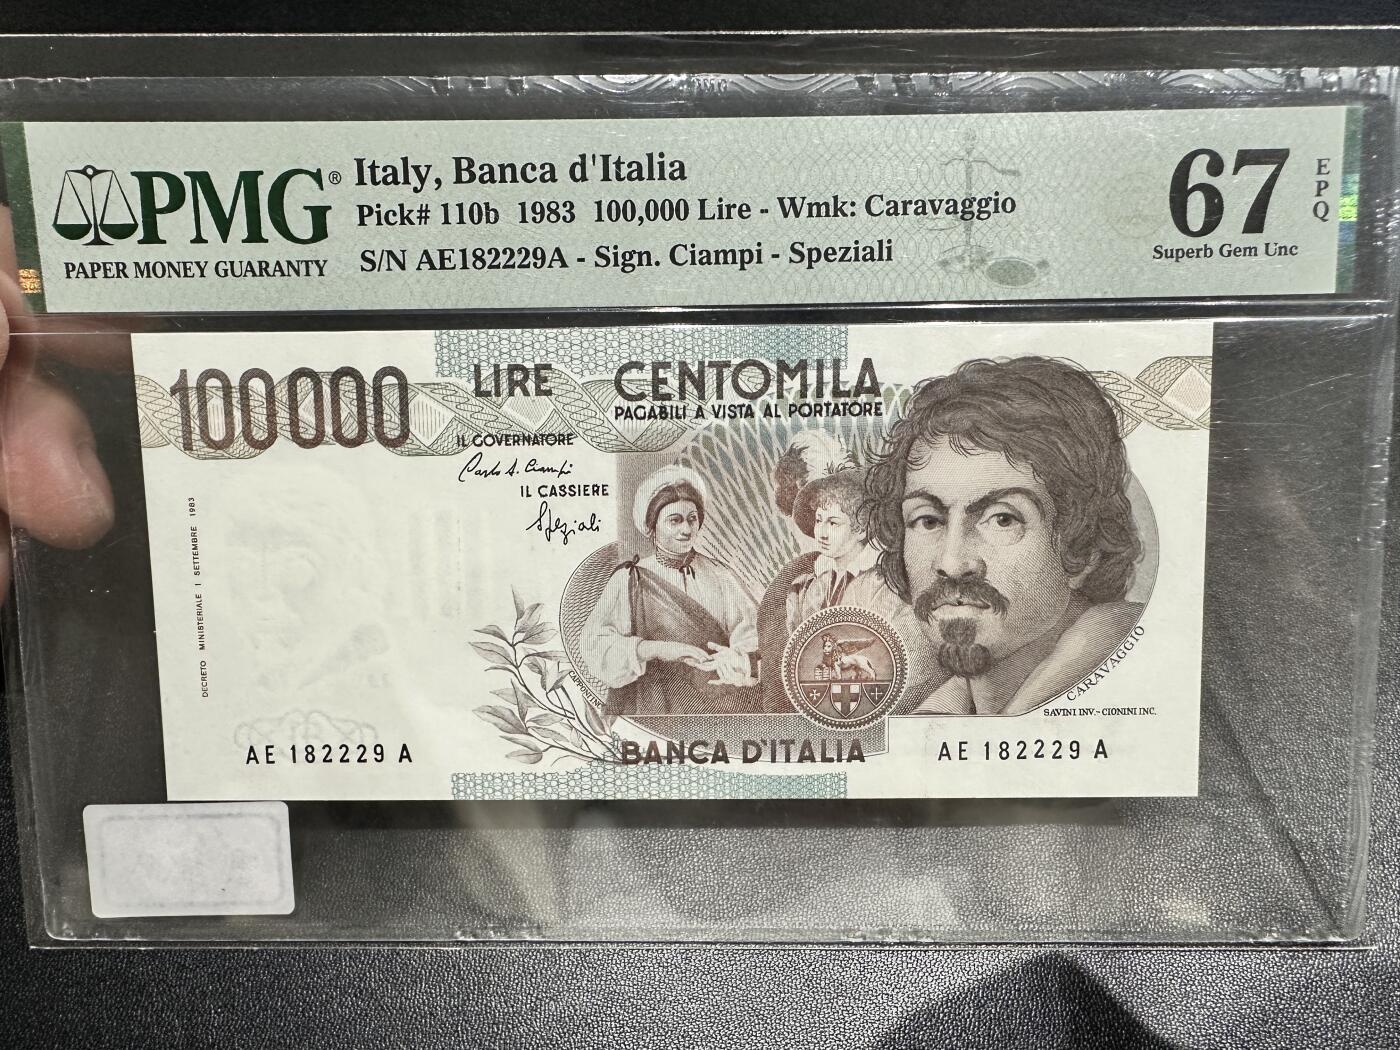 PMG®
PAPER MONEY GUARANTY
Italy, Banca d'Italia
Pick# 110b 1983 100,000 Lire - Wmk: Caravaggio
S/N AE182229A - Sign. Ciampi - Speziali
67
EPQ
Superb Gem Unc
100000
LIRE
CENTOMILA
PAGABILI A VISTA AL PORTATORE
IL GOVERNATORE
Carlo A. Ciampi
IL CASSIERE
Speziali
DECRETO MINISTERIALE 1 SETTEMBRE 1983
CARAVAGGIO
SAVINI INV.-CIONINI INC.
BANCA D'ITALIA
AE 182229 A
AE 182229 A